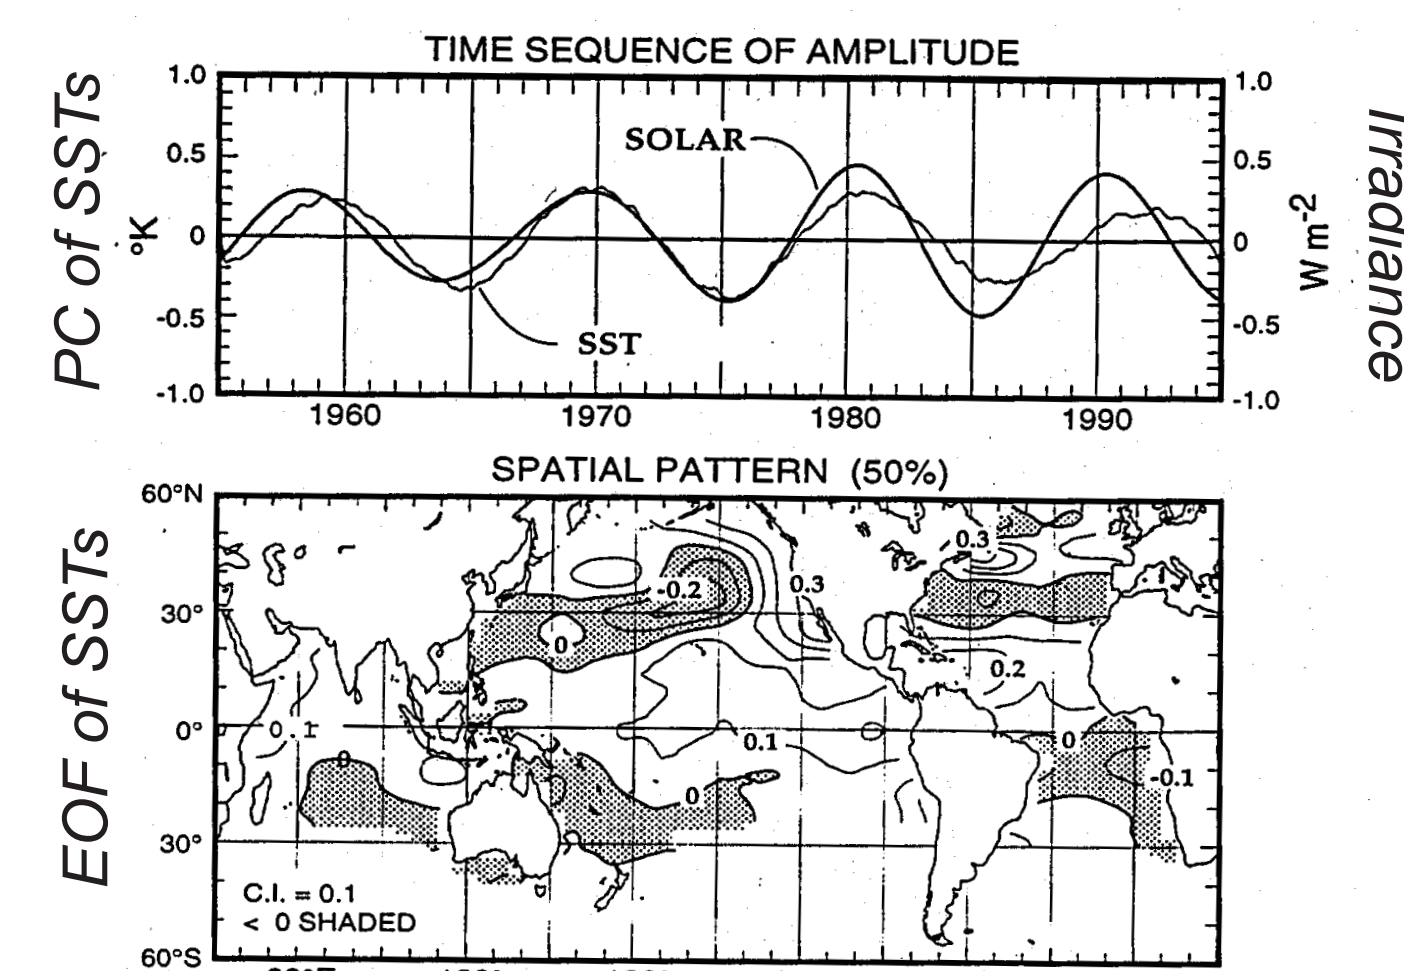 TIME SEQUENCE OF AMPLITUDE
1.0
0.5
0
-0.5
-1.0
PC of SSTs
°K
SOLAR
SST
1.0
0.5
0
-0.5
-1.0
W m-2
Irradiance
1960 1970 1980 1990
SPATIAL PATTERN (50%)
EOF of SSTs
60°N
30°
0°
30°
60°S
0.3
-0.2 0.3
0
0.2
0.1 0.1 0
0 -0.1
0
C.I. = 0.1
< 0 SHADED